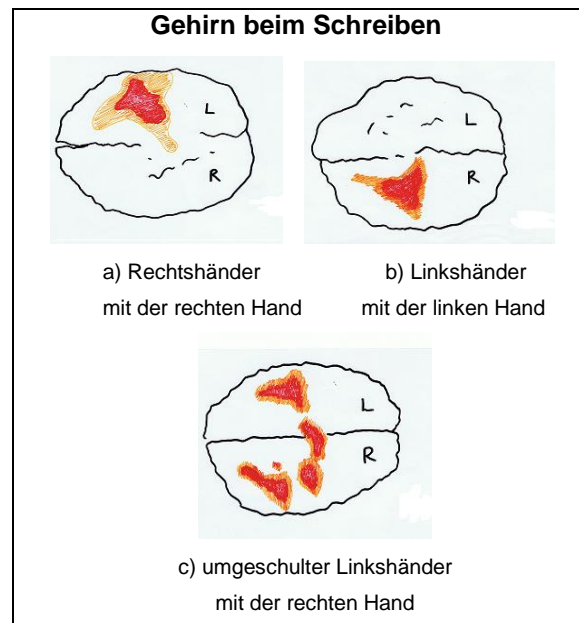 Gehirn beim Schreiben
L
R
L
R
a) Rechtshänder
mit der rechten Hand
b) Linkshänder
mit der linken Hand
L
R
c) umgeschulter Linkshänder
mit der rechten Hand